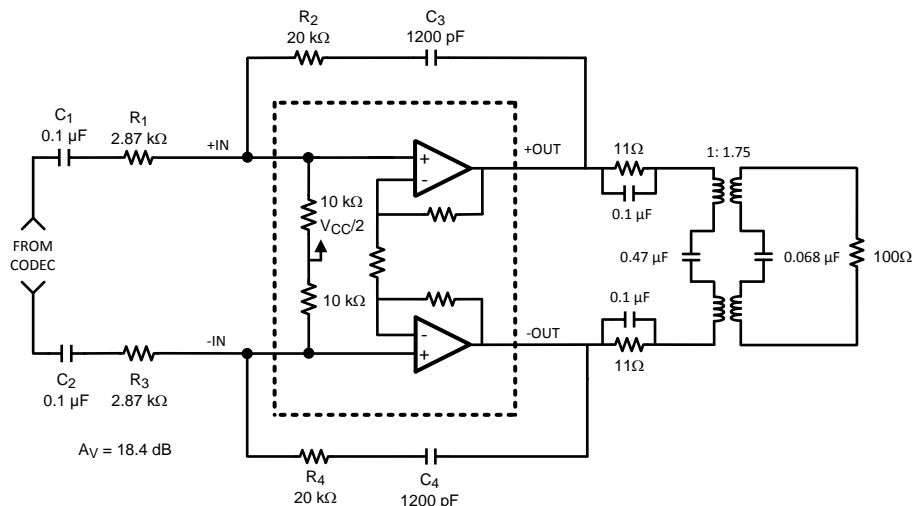 R2
20 kΩ
C3
1200 pF
C1
0.1 µF
R1
2.87 kΩ
+IN
+
-
+OUT
11Ω
0.1 µF
1: 1.75
10 kΩ
VCC/2
10 kΩ
FROM
CODEC
0.47 µF
0.068 µF
100Ω
-IN
-
+
-OUT
0.1 µF
11Ω
C2
0.1 µF
R3
2.87 kΩ
AV = 18.4 dB
R4
20 kΩ
C4
1200 pF